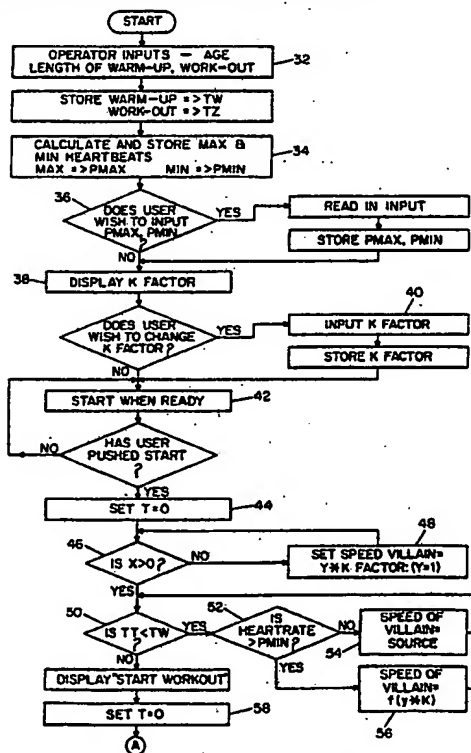 START
OPERATOR INPUTS - AGE
LENGTH OF WARM-UP, WORK-OUT
32
STORE WARM-UP =>TW
WORK-OUT =>TZ
CALCULATE AND STORE MAX &
MIN HEARTBEATS
MAX =>PMAX MIN =>PMIN
34
36
DOES USER
WISH TO INPUT
PMAX, PMIN
?
YES
READ IN INPUT
STORE PMAX, PMIN
NO
38
DISPLAY K FACTOR
40
DOES USER
WISH TO CHANGE
K FACTOR?
YES
INPUT K FACTOR
STORE K FACTOR
NO
START WHEN READY
42
NO
HAS USER
PUSHED START
?
YES
SET T=0
44
46
IS X>0?
NO
48
SET SPEED VILLAIN=
Y*K FACTOR:(Y=1)
YES
50
IS TT<TW
?
YES
52
IS
HEARTRATE
>PMIN?
NO
54
SPEED OF
VILLAIN=
SOURCE
NO
YES
DISPLAY "START WORKOUT"
SPEED OF
VILLAIN=
f(y*K)
56
SET T=0
58
A